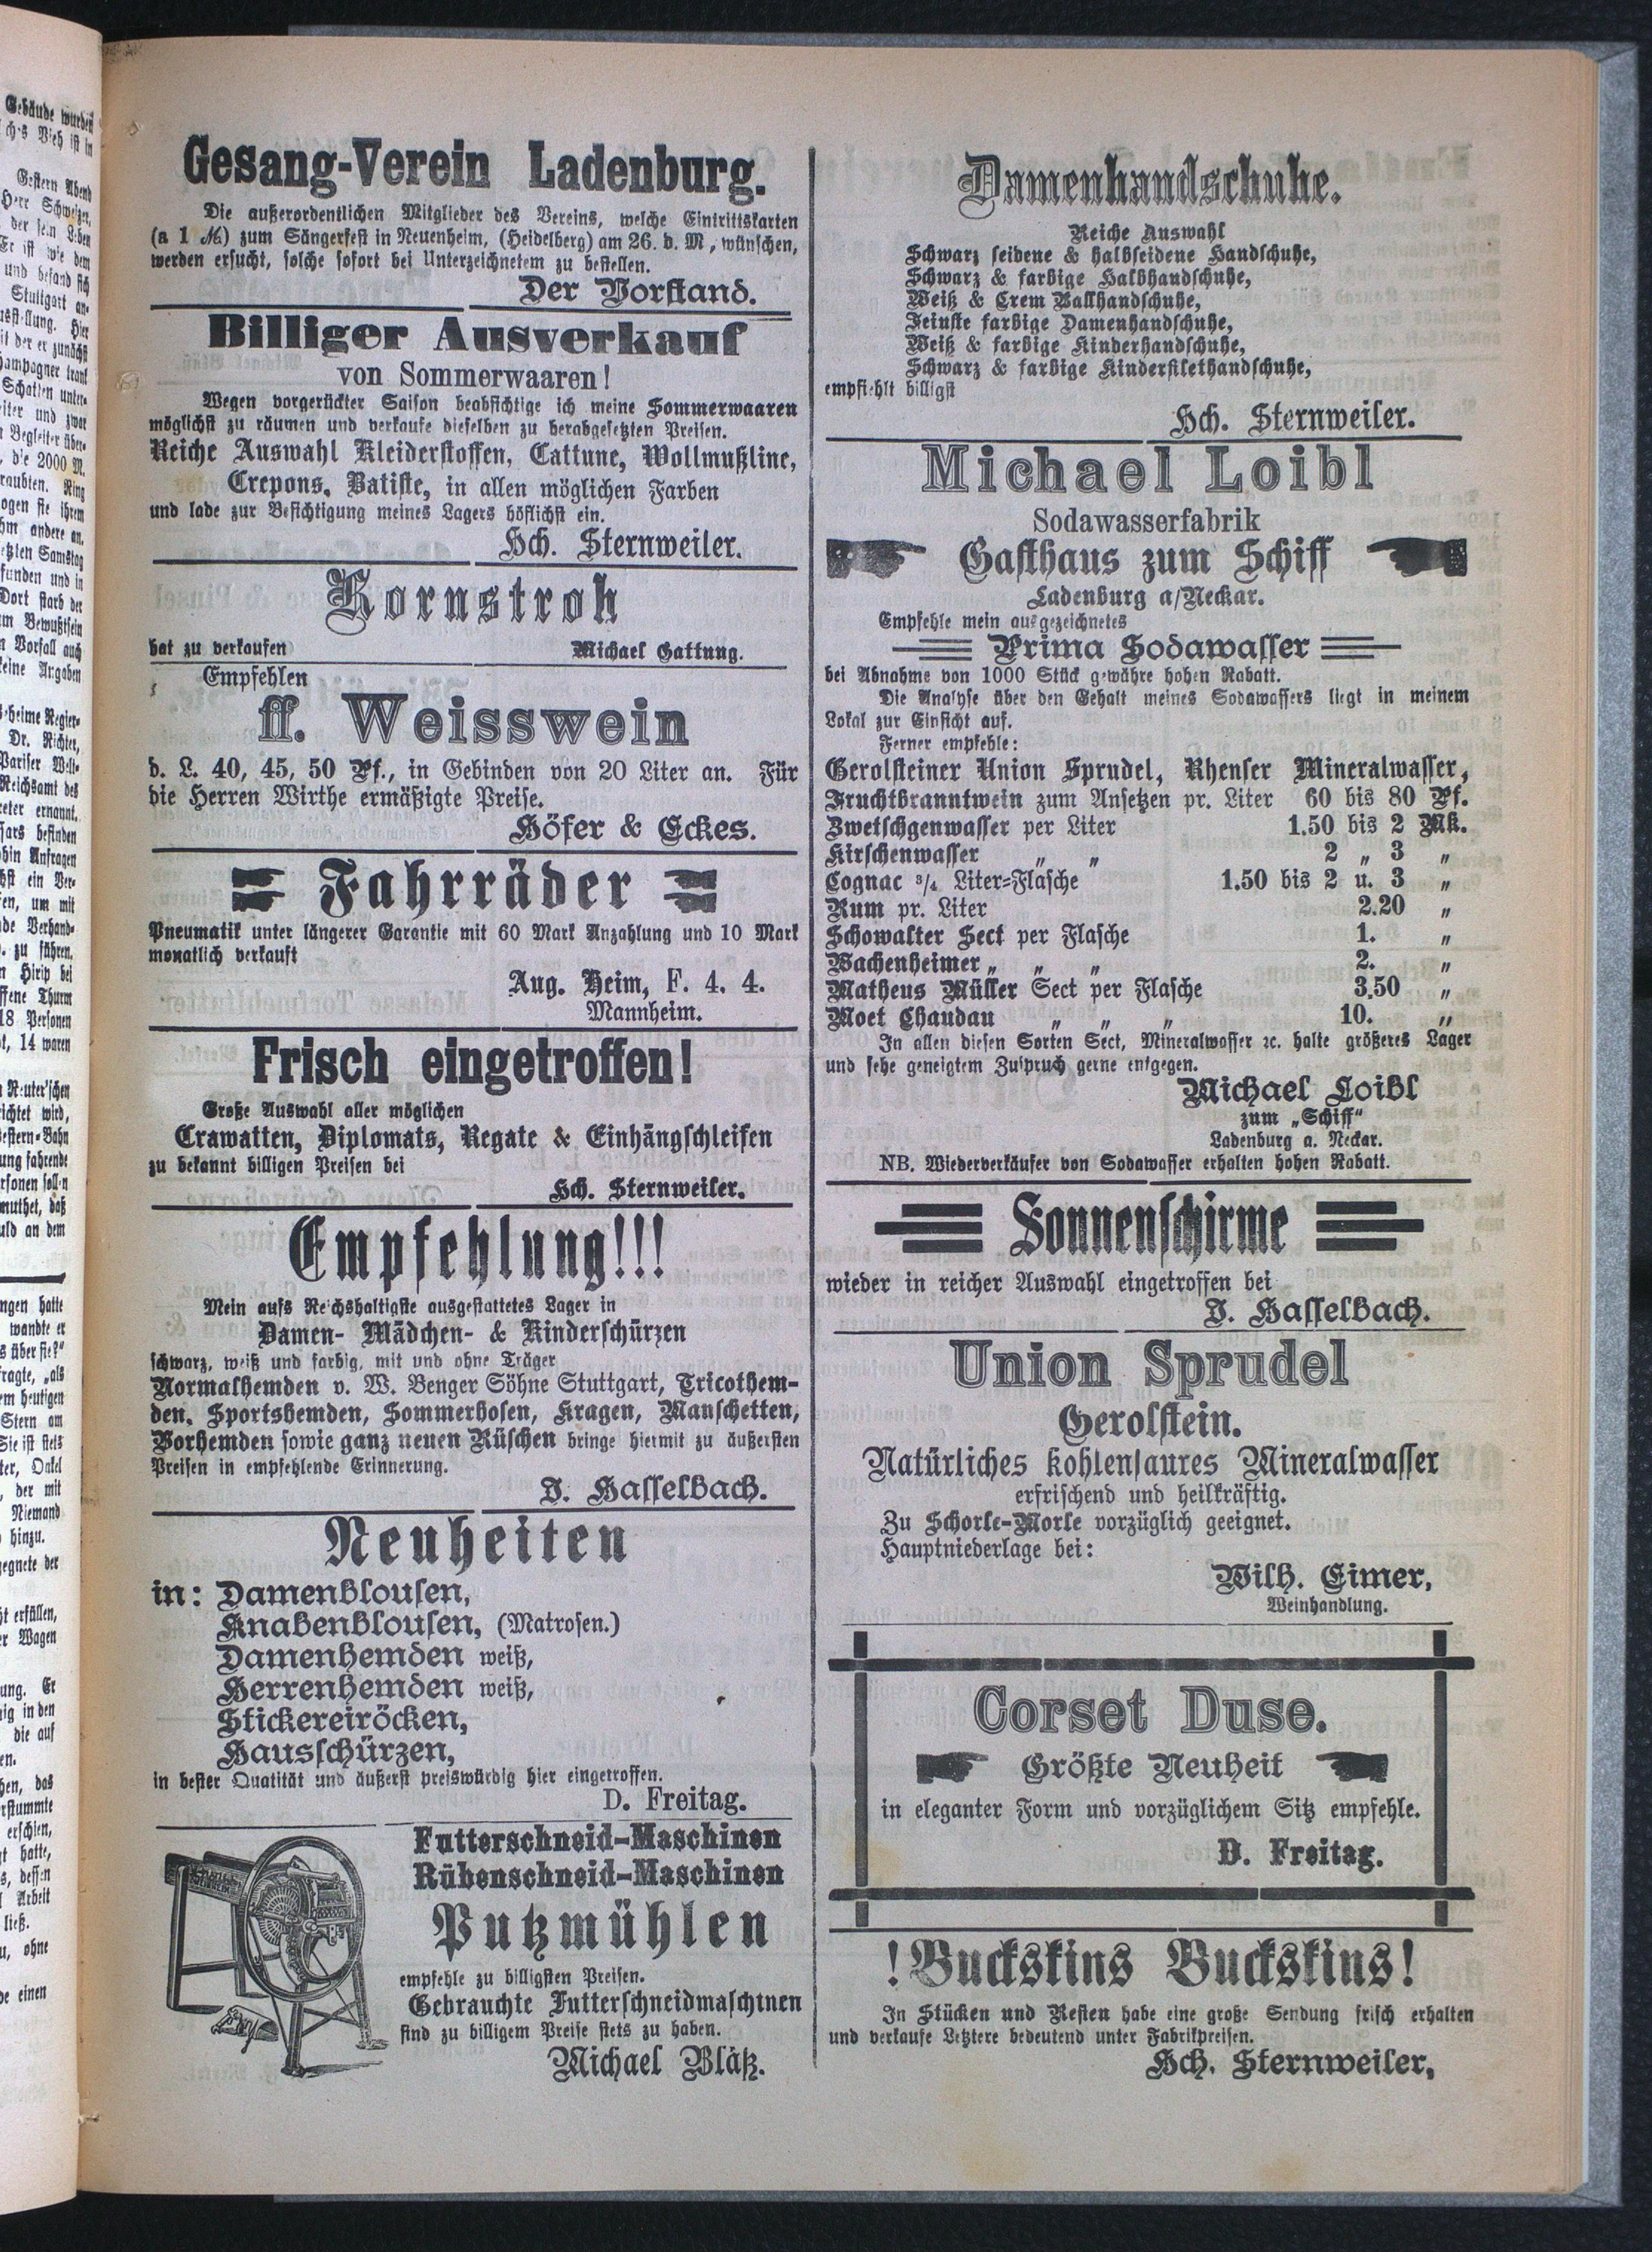 Gesang-Verein Ladenburg.
Die außerordentlichen Mitglieder des Vereins, welche Eintrittskarten
(a 1 ℳ) zum Sängerfest in Neuenheim, (Heidelberg) am 26. d. M, wünschen,
werden ersucht, solche sofort bei Unterzeichnetem zu bestellen.
Der Vorstand.
Billiger Ausverkauf
von Sommerwaaren!
Wegen vorgerückter Saison beabsichtige ich meine Sommerwaaren
möglichst zu räumen und verkaufe dieselben zu herabgesetzten Preisen.
Reiche Auswahl Kleiderstoffen, Cattune, Wollmußline,
Crepons, Batiste, in allen möglichen Farben
und lade zur Besichtigung meines Lagers höflichst ein.
Hch. Sternweiler.
Kornstroh
hat zu verkaufen Michael Gattung.
Empfehlen
ff. Weisswein
d. L. 40, 45, 50 Pf., in Gebinden von 20 Liter an. Für
die Herren Wirthe ermäßigte Preise.
Höfer & Eckes.
Fahrräder
Pneumatik unter längerer Garantie mit 60 Mark Anzahlung und 10 Mark
monatlich verkauft
Aug. Heim, F. 4. 4.
Mannheim.
Frisch eingetroffen!
Große Auswahl aller möglichen
Crawatten, Diplomats, Regate & Einhängschleifen
zu bekannt billigen Preisen bei
Hch. Sternweiler.
Empfehlung!!!
Mein aufs Reichshaltigste ausgestattetes Lager in
Damen- Mädchen- & Kinderschürzen
schwarz, weiß und farbig, mit und ohne Träger
Normalhemden v. W. Benger Söhne Stuttgart, Tricothem-
den, Sportshemden, Sommerhosen, Kragen, Manschetten,
Vorhemden sowie ganz neuen Rüschen bringe hiermit zu äußersten
Preisen in empfehlende Erinnerung.
J. Hasselbach.
Neuheiten
in: Damenblousen,
Knabenblousen, (Matrosen.)
Damenhemden weiß,
Herrenhemden weiß,
Stickereiröcken,
Hausschürzen,
in bester Quatität und äußerst preiswürdig hier eingetroffen.
D. Freitag.
Futterschneid-Maschinen
Rübenschneid-Maschinen
Putzmühlen
empfehle zu billigsten Preisen.
Gebrauchte Futterschneidmaschinen
sind zu billigem Preise stets zu haben.
Michael Bläß.
Damenhandschuhe.
Reiche Auswahl
Schwarz seidene & halbseidene Handschuhe,
Schwarz & farbige Halbhandschuhe,
Weiß & Crem Ballhandschuhe,
Feinste farbige Damenhandschuhe,
Weiß & farbige Kinderhandschuhe,
Schwarz & farbige Kinderfilethandschuhe,
empfiehlt billigst
Hch. Sternweiler.
Michael Loibl
Sodawasserfabrik
Gasthaus zum Schiff
Ladenburg a/Neckar.
Empfehle mein ausgezeichnetes
Prima Sodawasser
bei Abnahme von 1000 Stück gewähre hohen Rabatt.
Die Analyse über den Gehalt meines Sodawassers liegt in meinem
Lokal zur Einsicht auf.
Ferner empfehle:
Gerolsteiner Union Sprudel, Rhenser Mineralwasser,
Fruchtbranntwein zum Ansetzen pr. Liter 60 bis 80 Pf.
Zwetschgenwasser per Liter 1.50 bis 2 Mk.
Kirschenwasser „ „ 2 „ 3 „
Cognac ³/₄ Liter-Flasche 1.50 bis 2 u. 3 „
Rum pr. Liter 2.20 „
Schowalter Sect per Flasche 1. „
Wachenheimer „ „ „ 2. „
Matheus Müller Sect per Flasche 3.50 „
Moet Chandau „ „ „ 10. „
In allen diesen Sorten Sect, Mineralwasser ꝛc. halte größeres Lager
und sehe geneigtem Zuspruch gerne entgegen.
Michael Loibl
zum „Schiff“
Ladenburg a. Neckar.
NB. Wiederverkäufer von Sodawasser erhalten hohen Rabatt.
Sonnenschirme
wieder in reicher Auswahl eingetroffen bei
J. Hasselbach.
Union Sprudel
Gerolstein.
Natürliches kohlensaures Mineralwasser
erfrischend und heilkräftig.
Zu Schorle-Morle vorzüglich geeignet.
Hauptniederlage bei:
Wilh. Eimer,
Weinhandlung.
Corset Duse.
Größte Neuheit
in eleganter Form und vorzüglichem Sitz empfehle.
D. Freitag.
!Buckskins Buckskins!
In Stücken und Resten habe eine große Sendung frisch erhalten
und verkaufe Letztere bedeutend unter Fabrikpreisen.
Hch. Sternweiler,